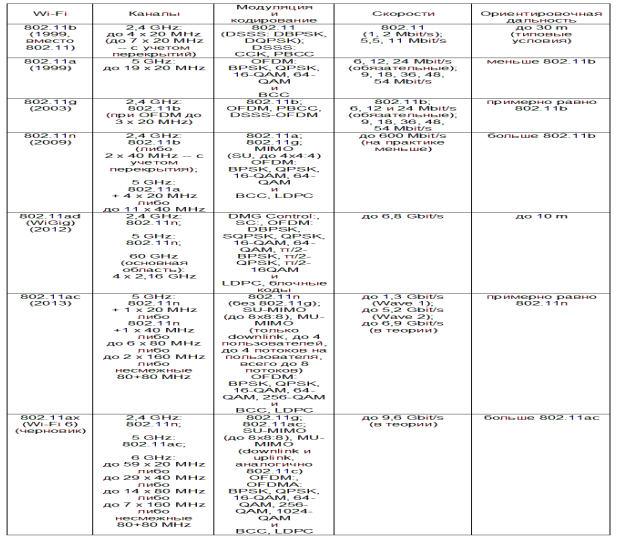 Wi-Fi
Каналы
Модуляция
и
кодирование
Скорости
Ориентировочная
дальность
802.11b
(1999,
вместо
802.11)
2,4 GHz:
до 4 x 20 MHz
(до 7 x 20 MHz
-- с учетом
перекрытий)
802.11
(DSSS: DBPSK,
DQPSK);
DSSS:
CCK, PBCC
802.11
(1, 2 Mbit/s);
5,5, 11 Mbit/s
до 30 m
(типовые
условия)
802.11a
(1999)
5 GHz:
до 19 x 20 MHz
OFDM:
BPSK, QPSK,
16-QAM, 64-
QAM
и
BCC
6, 12, 24 Mbit/s
(обязательные);
9, 18, 36, 48,
54 Mbit/s
меньше 802.11b
802.11g
(2003)
2,4 GHz:
802.11b
(при OFDM до
3 x 20 MHz)
802.11b;
OFDM, PBCC,
DSSS-OFDM
802.11b;
6, 12 и 24 Mbit/s
(обязательные);
9, 18, 36, 48,
54 Mbit/s
примерно равно
802.11b
802.11n
(2009)
2,4 GHz:
802.11b
(либо
2 x 40 MHz -- с
учетом
перекрытия);
5 GHz:
802.11a
+ 4 x 20 MHz
либо
до 11 x 40 MHz
802.11a;
802.11g;
MIMO
(SU, до 4x4:4)
OFDM:
BPSK, QPSK,
16-QAM, 64-
QAM
и
BCC, LDPC
до 600 Mbit/s
(на практике
меньше)
больше 802.11b
802.11ad
(WiGig)
(2012)
2,4 GHz:
802.11n;
5 GHz:
802.11n;
60 GHz
(основная
область):
4 x 2,16 GHz
DMG Control:,
SC:, OFDM:
DBPSK,
SQPSK, QPSK,
16-QAM, 64-
QAM, π/2-
BPSK, π/2-
QPSK, π/2-
16QAM
и
LDPC, блочные
коды
до 6,8 Gbit/s
до 10 m
802.11ac
(2013)
5 GHz:
802.11n
+ 1 x 20 MHz
либо
802.11n
+1 x 40 MHz
либо
до 6 x 80 MHz
либо
до 2 x 160 MHz
либо
несмежные
80+80 MHz
802.11n
(без 802.11g);
SU-MIMO
(до 8x8:8), MU-
MIMO
(только
downlink, до 4
пользователей,
до 4 потоков на
пользователя,
всего до 8
потоков)
OFDM:
BPSK, QPSK,
16-QAM, 64-
QAM, 256-QAM
и
BCC, LDPC
до 1,3 Gbit/s
(Wave 1);
до 5,2 Gbit/s
(Wave 2);
до 6,9 Gbit/s
(в теории)
примерно равно
802.11n
802.11ax
(Wi-Fi 6)
(черновик)
2,4 GHz:
802.11n;
5 GHz:
802.11ac;
6 GHz:
до 59 x 20 MHz
либо
до 29 x 40 MHz
либо
до 14 x 80 MHz
либо
до 7 x 160 MHz
либо
несмежные
80+80 MHz
802.11g;
802.11ac;
SU-MIMO
(до 8x8:8), MU-
MIMO
(downlink и
uplink,
аналогично
802.11c)
OFDM:,
OFDMA:
BPSK, QPSK,
16-QAM, 64-
QAM, 256-
QAM, 1024-
QAM
и
BCC, LDPC
до 9,6 Gbit/s
(в теории)
больше 802.11ac